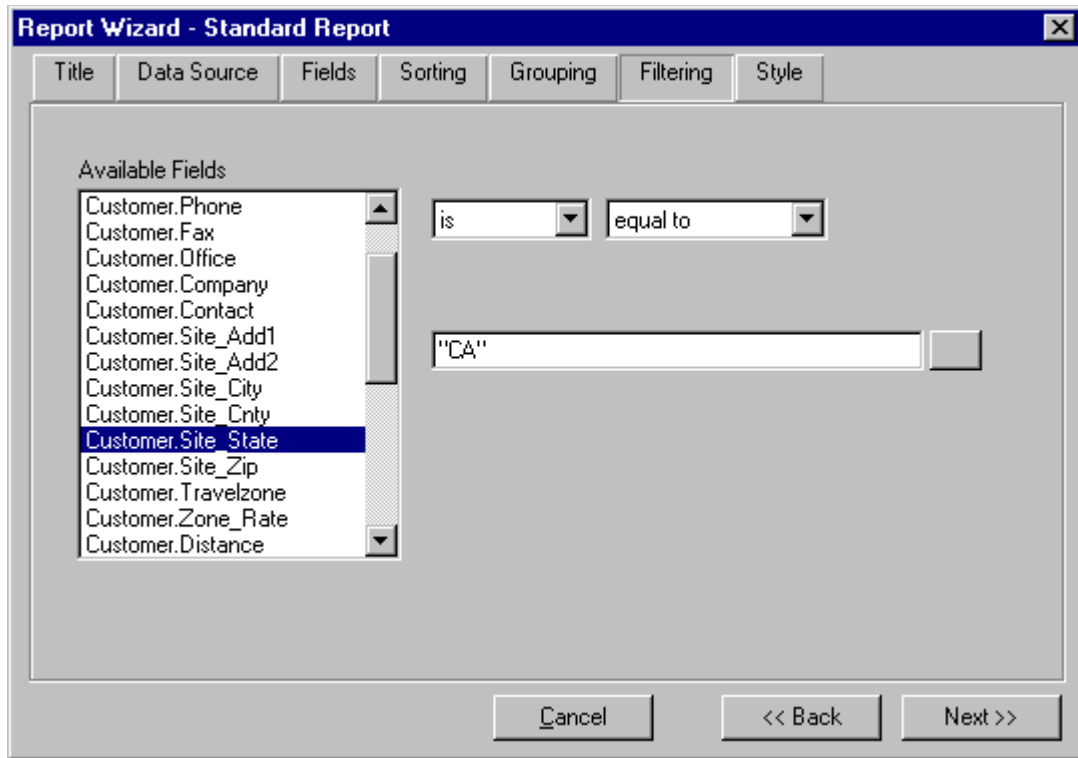 Report Wizard - Standard Report
Title Data Source Fields Sorting Grouping Filtering Style
Available Fields
Customer.Phone
Customer.Fax
Customer.Office
Customer.Company
Customer.Contact
Customer.Site_Add1
Customer.Site_Add2
Customer.Site_City
Customer.Site_Cnty
Customer.Site_State
Customer.Site_Zip
Customer.Travelzone
Customer.Zone_Rate
Customer.Distance
is equal to
"CA"
Cancel << Back Next >>